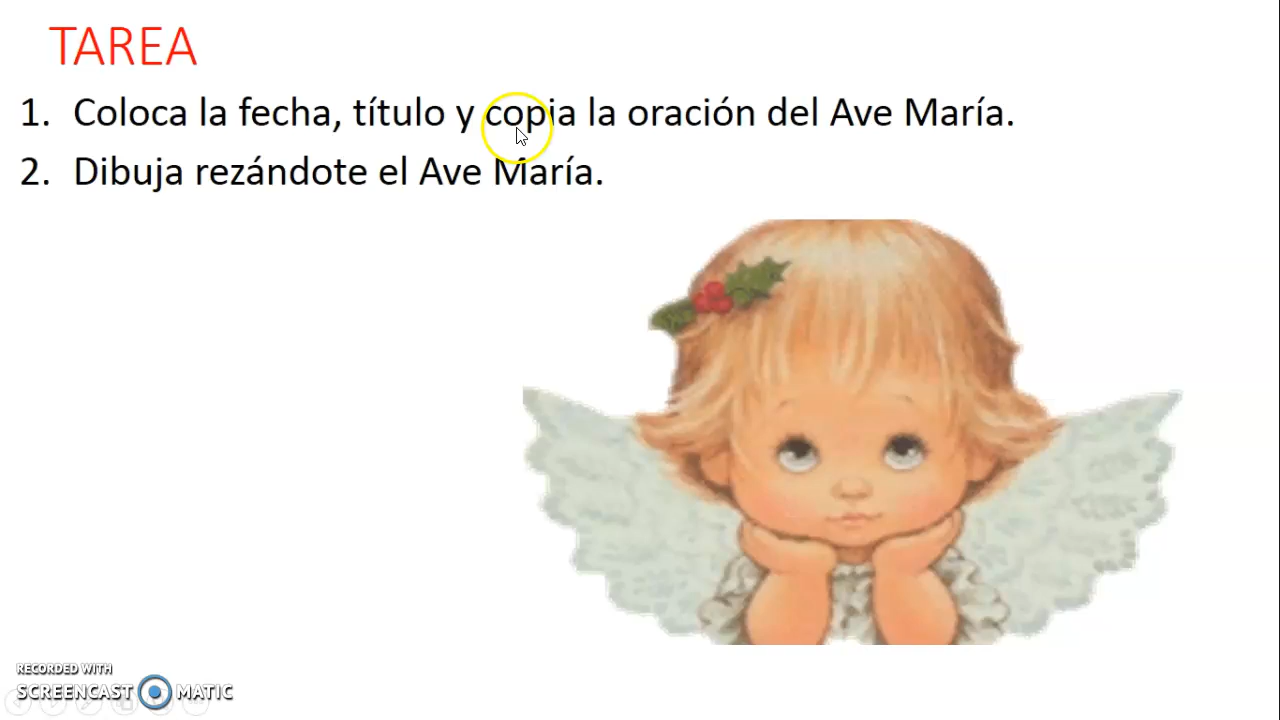 TAREA
1. Coloca la fecha, título y copia la oración del Ave María.
2. Dibuja rezándote el Ave María.
RECORDED WITH
SCREENCAST MATIC